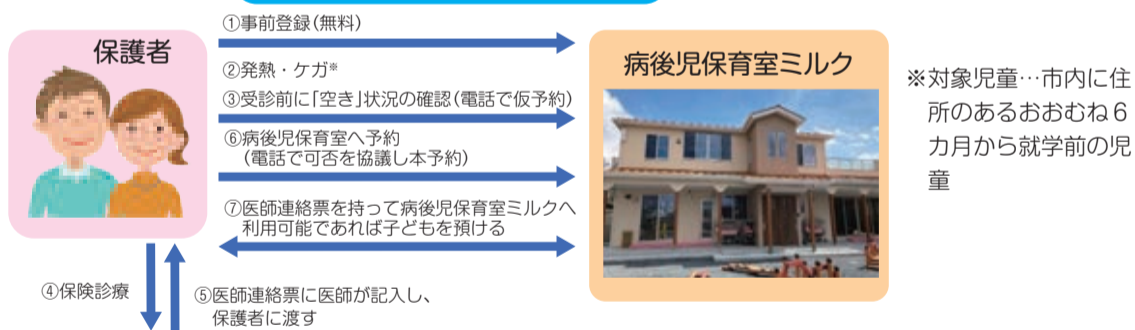 保護者
①事前登録(無料)
②発熱・ケガ※
③受診前に「空き」状況の確認(電話で仮予約)
⑥病後児保育室へ予約
(電話で可否を協議し本予約)
⑦医師連絡票を持って病後児保育室ミルクへ
利用可能であれば子どもを預ける
病後児保育室ミルク
※対象児童…市内に住
所のあるおおむね6
カ月から就学前の児
童
④保険診療
⑤医師連絡票に医師が記入し、
保護者に渡す